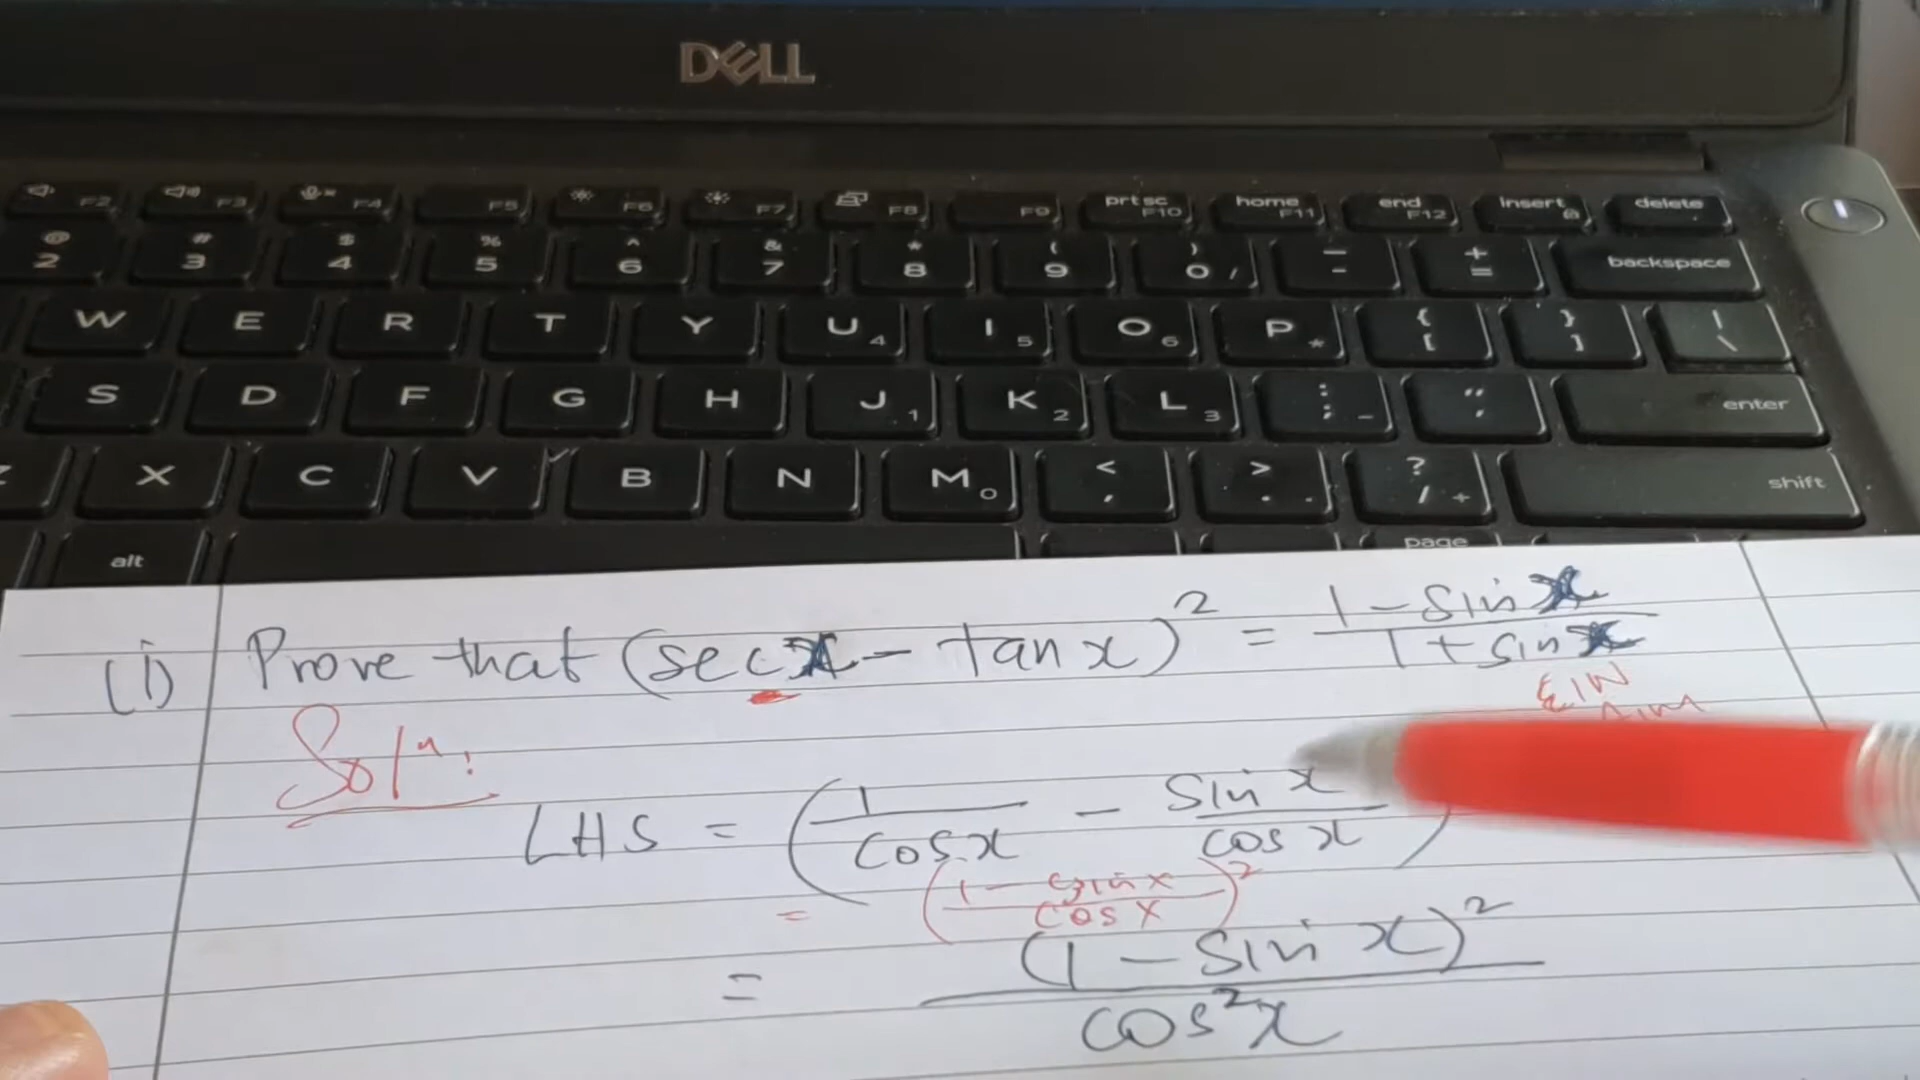 DELL
F2 F3 F4 F5 F6 F7 F8 F9 prt sc F10 home F11 end F12 insert delete
@ 2 # 3 $ 4 % 5 ^ 6 & 7 * 8 ( 9 ) 0 / _ - + = backspace
W E R T Y U 4 I 5 O 6 P * { [ } ] | \
S D F G H J 1 K 2 L 3 : ; - " ' enter
Z X C V B N M 0 < , > . . ? / + shift
alt page
(i) Prove that (sec x - tan x)² = (1 - sin x)/(1 + sin x)
Solⁿ:
LHS = (1/cos x - sin x/cos x)
= ((1 - sin x)/cos x)²
= (1 - sin x)²/cos²x